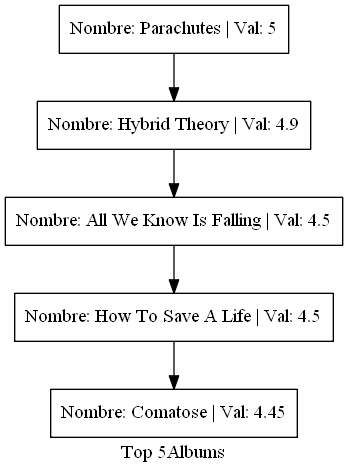 Nombre: Parachutes | Val: 5
Nombre: Hybrid Theory | Val: 4.9
Nombre: All We Know Is Falling | Val: 4.5
Nombre: How To Save A Life | Val: 4.5
Nombre: Comatose | Val: 4.45
Top 5Albums